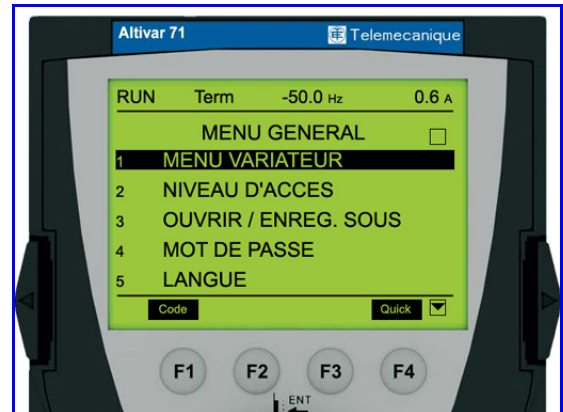 Altivar 71 Telemecanique
RUN Term -50.0 Hz 0.6 A
MENU GENERAL
1 MENU VARIATEUR
2 NIVEAU D'ACCES
3 OUVRIR / ENREG. SOUS
4 MOT DE PASSE
5 LANGUE
Code Quick
F1 F2 F3 F4
ENT